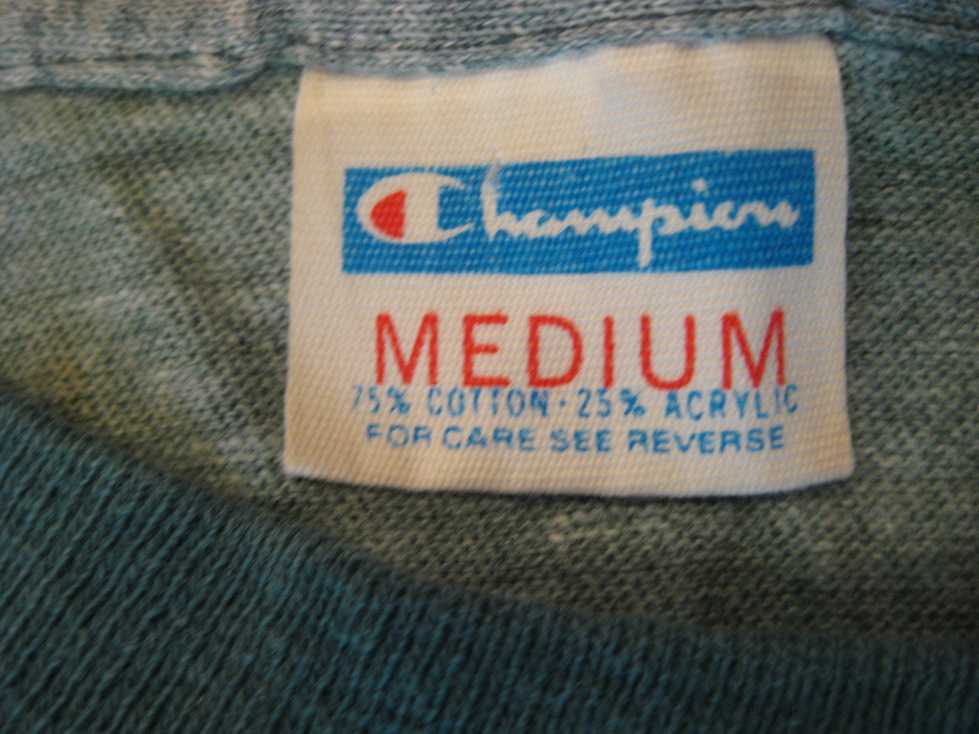 Champion
MEDIUM
75% COTTON · 25% ACRYLIC
FOR CARE SEE REVERSE